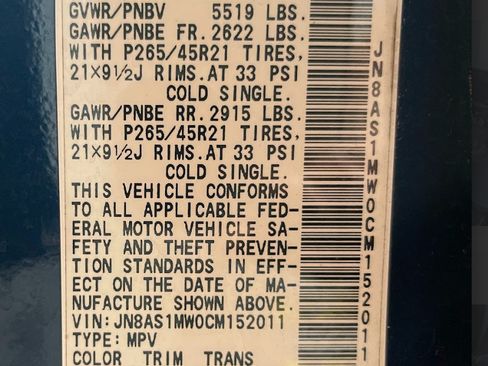 GVWR/PNBV 5519 LBS.
GAWR/PNBE FR. 2622 LBS.
WITH P265/45R21 TIRES,
21×9½J RIMS. AT 33 PSI
COLD SINGLE.
GAWR/PNBE RR. 2915 LBS.
WITH P265/45R21 TIRES,
21×9½J RIMS. AT 33 PSI
COLD SINGLE.
THIS VEHICLE CONFORMS
TO ALL APPLICABLE FED-
ERAL MOTOR VEHICLE SA-
FETY AND THEFT PREVEN-
TION STANDARDS IN EFF-
ECT ON THE DATE OF MA-
NUFACTURE SHOWN ABOVE.
VIN: JN8AS1MW0CM152011
TYPE: MPV
COLOR TRIM TRANS
JN8AS1MW0CM152011